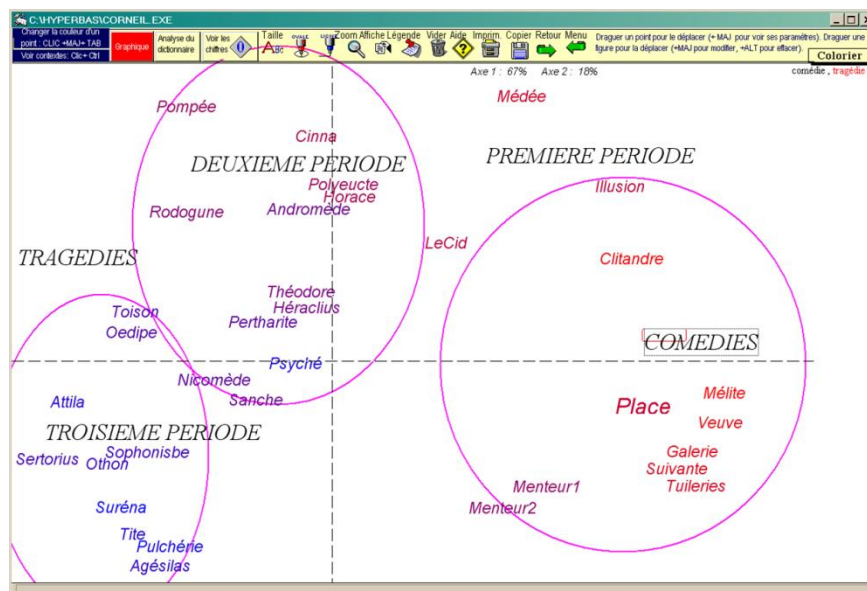 C:\HYPERBAS\CORNEIL.EXE
Changer la couleur d'un
point : CLIC +MAJ+ TAB
Voir contextes: Clic+ Ctrl
Graphique
Analyse du
dictionnaire
Voir les
chiffres
Taille
OVALE
Zoom Affiche Légende Vider Aide Imprim. Copier Retour Menu
Draguer un point pour le déplacer (+ MAJ pour voir ses paramètres). Draguer une
figure pour la déplacer (+MAJ pour modifier, +ALT pour effacer).
Colorier
Axe 1 : 67% Axe 2 : 18%
comédie , tragédie
Médée
Pompée
Cinna
DEUXIEME PERIODE
PREMIERE PERIODE
Polyeucte
Illusion
Horace
Rodogune
Andromède
LeCid
TRAGEDIES
Clitandre
Théodore
Toison
Héraclius
Pertharite
Oedipe
COMEDIES
Psyché
Nicomède
Mélite
Attila
Sanche
Place
Veuve
TROISIEME PERIODE
Sophonisbe
Galerie
Sertorius
Othon
Suivante
Menteur1
Tuileries
Suréna
Menteur2
Tite
Pulchérie
Agésilas